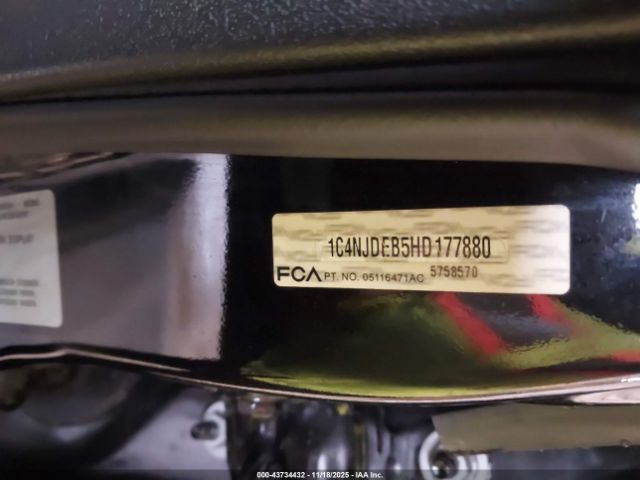 1C4NJDEB5HD177880
FCA PT. NO. 05116471AC 5758570
000-43734432 - 11/18/2025 - IAA Inc.